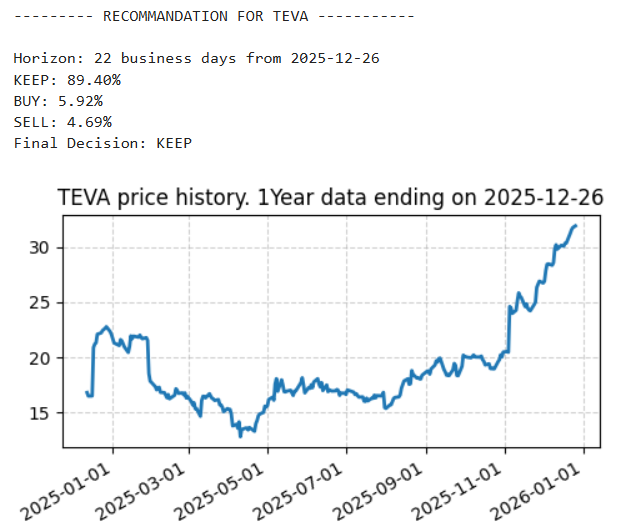 --------- RECOMMANDATION FOR TEVA -----------
Horizon: 22 business days from 2025-12-26
KEEP: 89.40%
BUY: 5.92%
SELL: 4.69%
Final Decision: KEEP
TEVA price history. 1Year data ending on 2025-12-26
30
25
20
15
2025-01-01
2025-03-01
2025-05-01
2025-07-01
2025-09-01
2025-11-01
2026-01-01